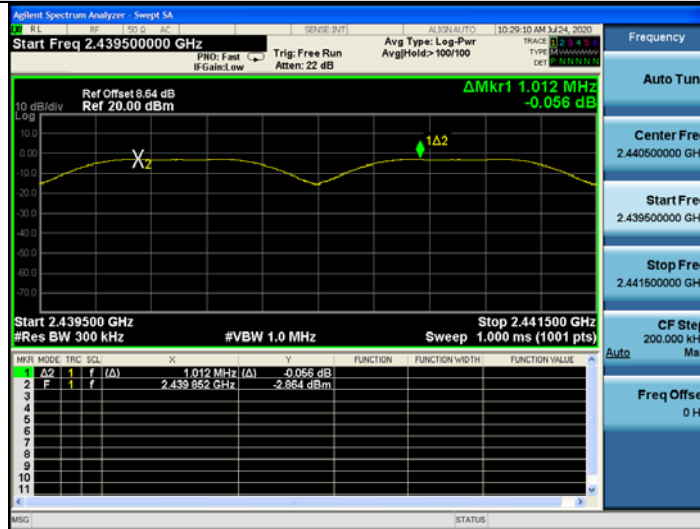 Agilent Spectrum Analyzer - Swept SA
RL RF 50 Ω AC SENSE:INT ALIGN AUTO 10:29:10 AM Jul 24, 2020
Start Freq 2.439500000 GHz
PNO: Fast
IFGain:Low
Trig: Free Run
Atten: 22 dB
Avg Type: Log-Pwr
Avg|Hold:>100/100
TRACE 1 2 3 4 5 6
TYPE
DET P N N N N N
ΔMkr1 1.012 MHz
-0.056 dB
Ref Offset 8.64 dB
10 dB/div Ref 20.00 dBm
Log
10.0
0.00
-10.0
-20.0
-30.0
-40.0
-50.0
-60.0
-70.0
X2
1Δ2
Start 2.439500 GHz Stop 2.441500 GHz
#Res BW 300 kHz #VBW 1.0 MHz Sweep 1.000 ms (1001 pts)
MKR MODE TRC SCL X Y FUNCTION FUNCTION WIDTH FUNCTION VALUE
1 Δ2 1 f (Δ) 1.012 MHz (Δ) -0.056 dB
2 F 1 f 2.439 852 GHz -2.864 dBm
3
4
5
6
7
8
9
10
11
MSG STATUS
Frequency
Auto Tun
Center Fre
2.440500000 GH
Start Fre
2.439500000 GH
Stop Fre
2.441500000 GH
CF Ste
200.000 kH
Auto Ma
Freq Offse
0 H